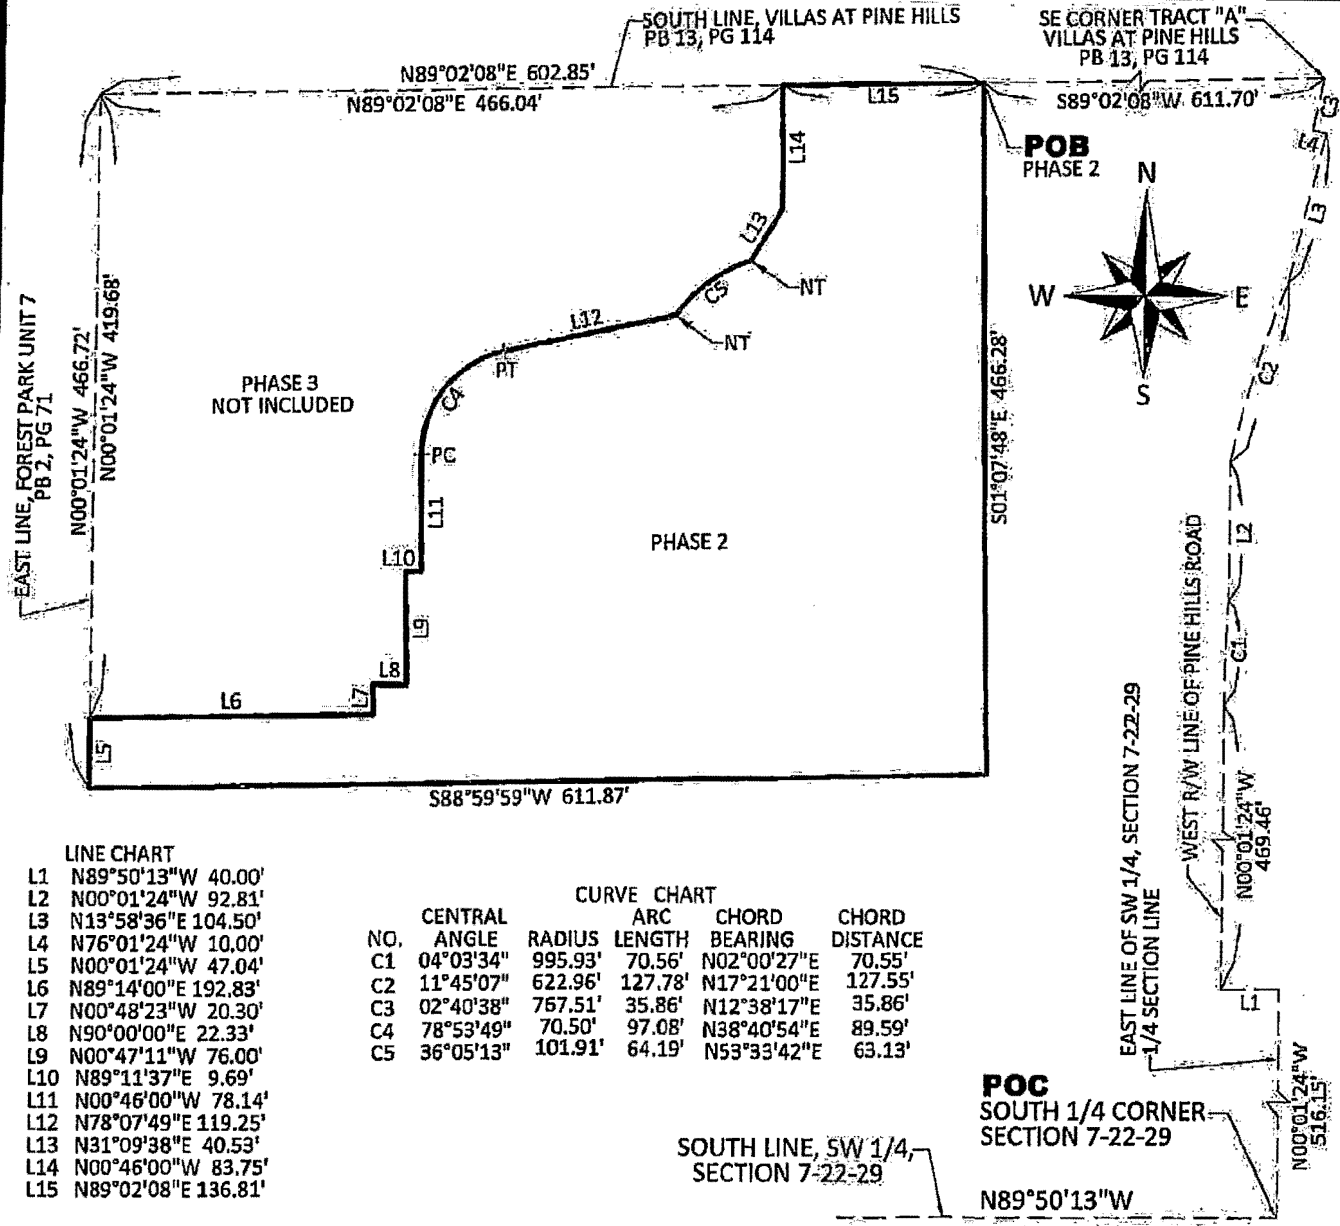 SOUTH LINE, VILLAS AT PINE HILLS
PB 13, PG 114
SE CORNER TRACT "A"
VILLAS AT PINE HILLS
PB 13, PG 114
N89°02'08"E 602.85'
N89°02'08"E 466.04'
L15
S89°02'08"W 611.70'
C3
L4
POB
PHASE 2
L14
L3
N
W
E
S
L13
C5
NT
NT
L12
PT
C4
PC
C2
EAST LINE, FOREST PARK UNIT 7
PB 2, PG 71
N00°01'24"W 466.72'
N00°01'24"W 419.68'
PHASE 3
NOT INCLUDED
S01°07'48"E 466.28'
L11
L10
PHASE 2
L2
L9
C1
WEST R/W LINE OF PINE HILLS ROAD
L8
L7
L6
L5
S88°59'59"W 611.87'
EAST LINE OF SW 1/4, SECTION 7-22-29
1/4 SECTION LINE
N00°01'24"W
469.46'
L1
LINE CHART
L1 N89°50'13"W 40.00'
L2 N00°01'24"W 92.81'
L3 N13°58'36"E 104.50'
L4 N76°01'24"W 10.00'
L5 N00°01'24"W 47.04'
L6 N89°14'00"E 192.83'
L7 N00°48'23"W 20.30'
L8 N90°00'00"E 22.33'
L9 N00°47'11"W 76.00'
L10 N89°11'37"E 9.69'
L11 N00°46'00"W 78.14'
L12 N78°07'49"E 119.25'
L13 N31°09'38"E 40.53'
L14 N00°46'00"W 83.75'
L15 N89°02'08"E 136.81'
CURVE CHART
CENTRAL ARC CHORD CHORD
NO. ANGLE RADIUS LENGTH BEARING DISTANCE
C1 04°03'34" 995.93' 70.56' N02°00'27"E 70.55'
C2 11°45'07" 622.96' 127.78' N17°21'00"E 127.55'
C3 02°40'38" 767.51' 35.86' N12°38'17"E 35.86'
C4 78°53'49" 70.50' 97.08' N38°40'54"E 89.59'
C5 36°05'13" 101.91' 64.19' N53°33'42"E 63.13'
POC
SOUTH 1/4 CORNER
SECTION 7-22-29
N00°01'24"W
516.15'
SOUTH LINE, SW 1/4,
SECTION 7-22-29
N89°50'13"W